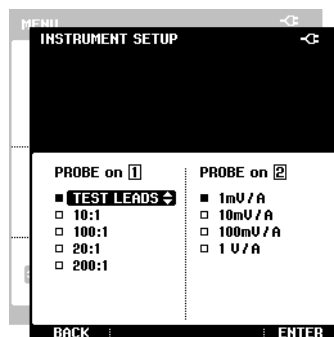 MENU
INSTRUMENT SETUP
PROBE on 1
TEST LEADS
10:1
100:1
20:1
200:1
PROBE on 2
1mV/A
10mV/A
100mV/A
1 V/A
BACK
ENTER